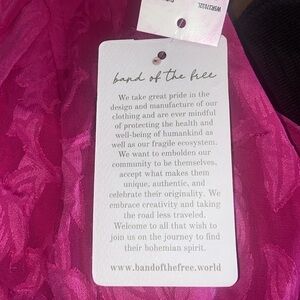 band of the free
We take great pride in the
design and manufacture of our
clothing and are ever mindful
of protecting the health and
well-being of humankind as
well as our fragile ecosystem.
We want to embolden our
community to be themselves,
accept what makes them
unique, authentic, and
celebrate their originality. We
embrace creativity and taking
the road less traveled.
Welcome to all that wish to
join us on the journey to find
their bohemian spirit.
www.bandofthefree.world